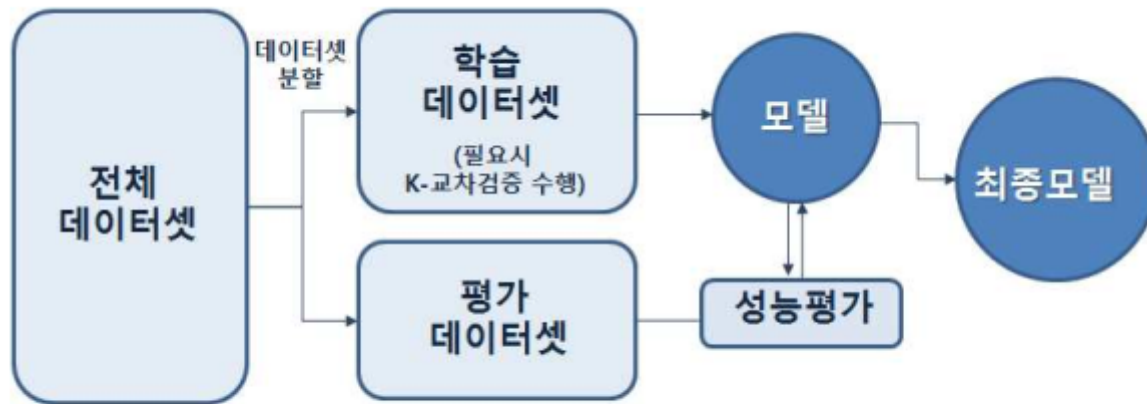 전체
데이터셋
데이터셋
분할
학습
데이터셋
(필요시
K-교차검증 수행)
평가
데이터셋
모델
성능평가
최종모델